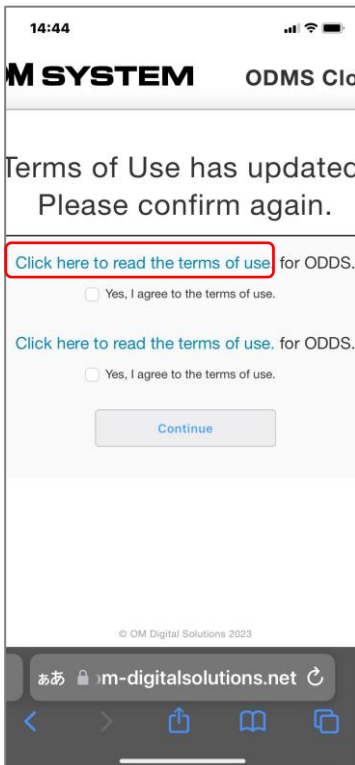 14:44
M SYSTEM ODMS Clo
Terms of Use has updated
Please confirm again.
Click here to read the terms of use. for ODDS.
Yes, I agree to the terms of use.
Click here to read the terms of use. for ODDS.
Yes, I agree to the terms of use.
Continue
© OM Digital Solutions 2023
ああ m-digitalsolutions.net